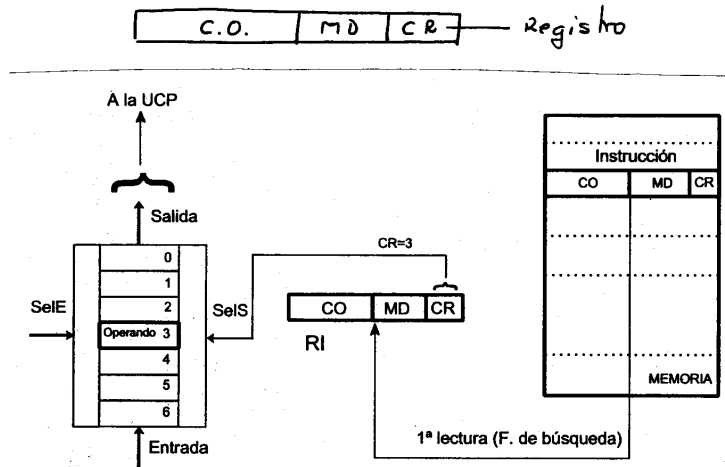 C.O. MD CR Registro
A la UCP
Salida
Instrucción
CO MD CR
CR=3
0
1
2
SelE
Operando 3
SelS
4
5
6
CO MD CR
RI
MEMORIA
1ª lectura (F. de búsqueda)
Entrada